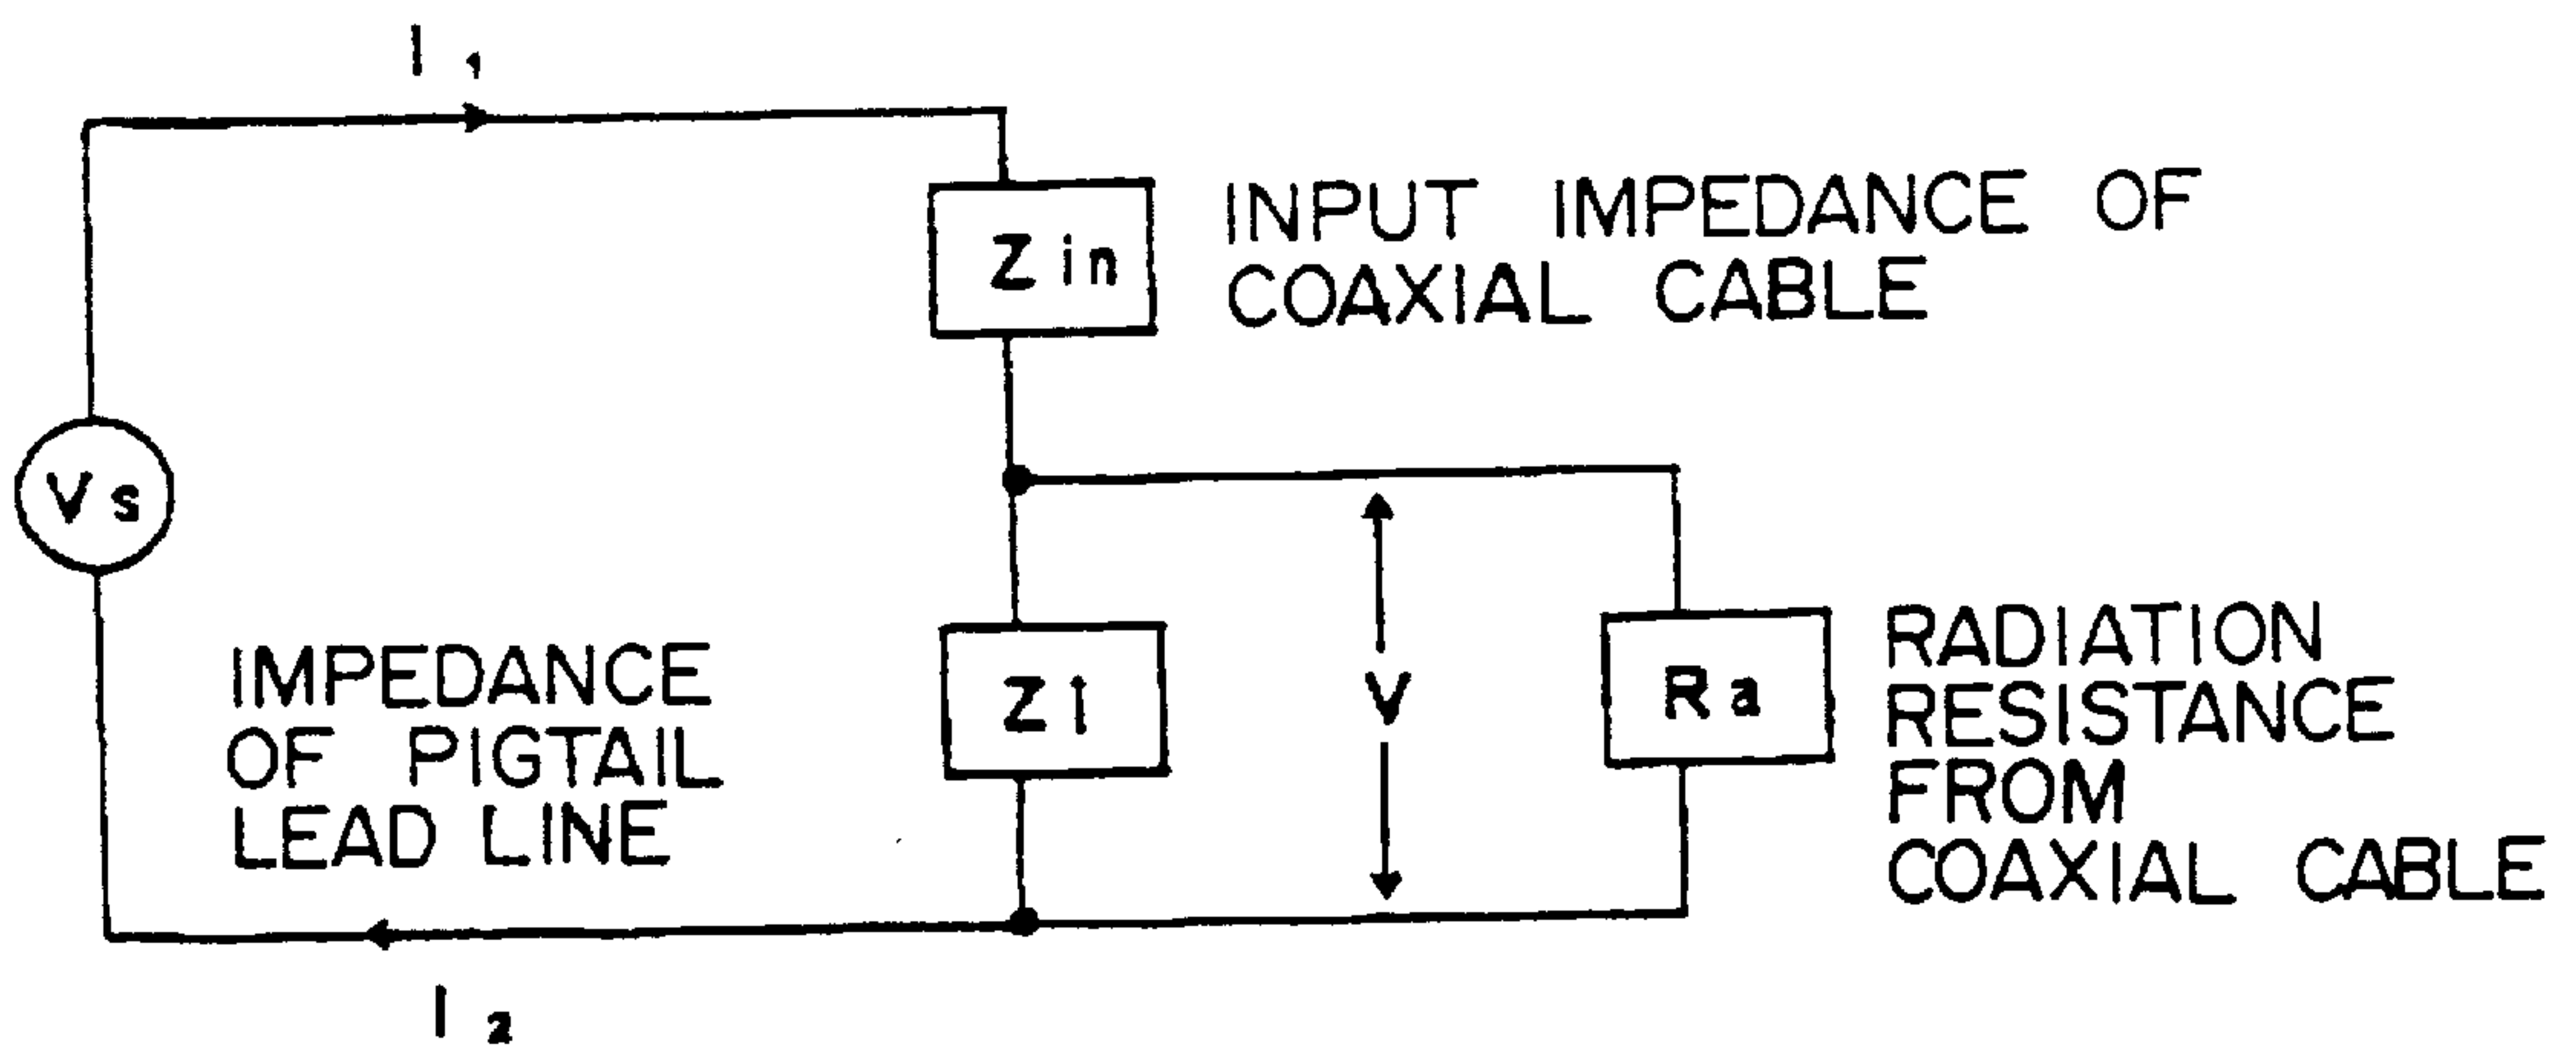 I 1
Z in
INPUT IMPEDANCE OF
COAXIAL CABLE
V s
IMPEDANCE
OF PIGTAIL
LEAD LINE
Z l
V
R a
RADIATION
RESISTANCE
FROM
COAXIAL CABLE
I 2